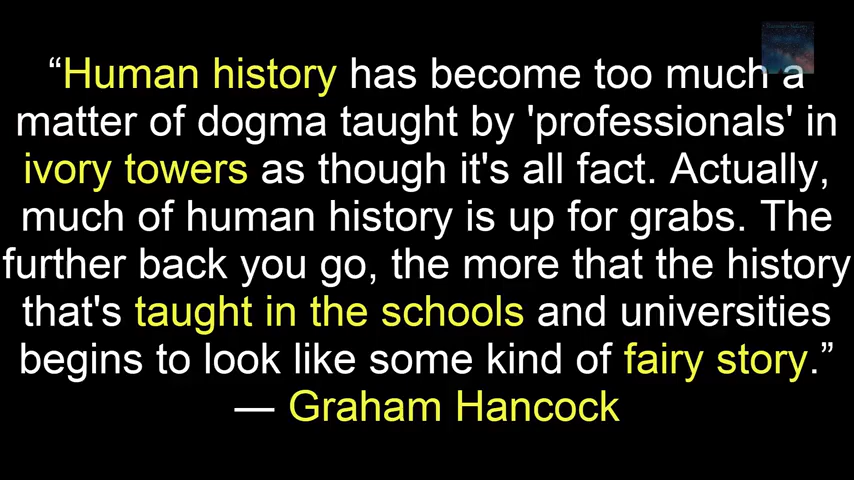 “Human history has become too much a
matter of dogma taught by 'professionals' in
ivory towers as though it's all fact. Actually,
much of human history is up for grabs. The
further back you go, the more that the history
that's taught in the schools and universities
begins to look like some kind of fairy story.”
— Graham Hancock